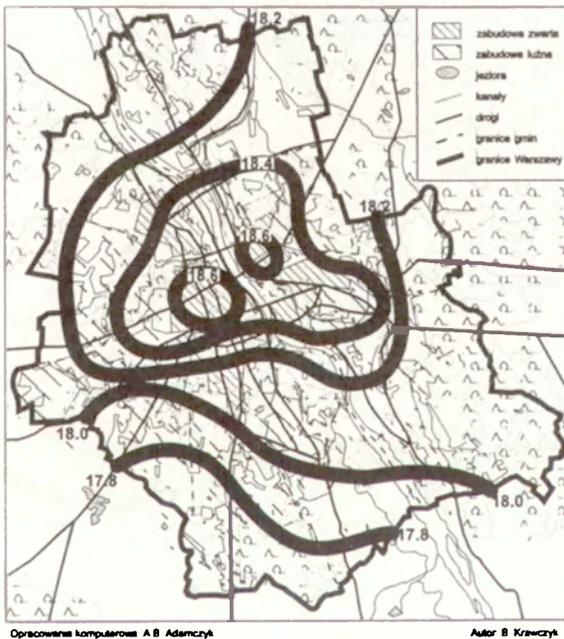 18.2
zabudowa zwarta
zabudowa luźna
jeziora
kanały
drogi
granice gmin
granice Warszawy
18.4
18.2
18.6
18.6
18.0
17.8
18.0
17.8
Opracowanie komputerowe A B Adamczyk
Autor B Krawczyk